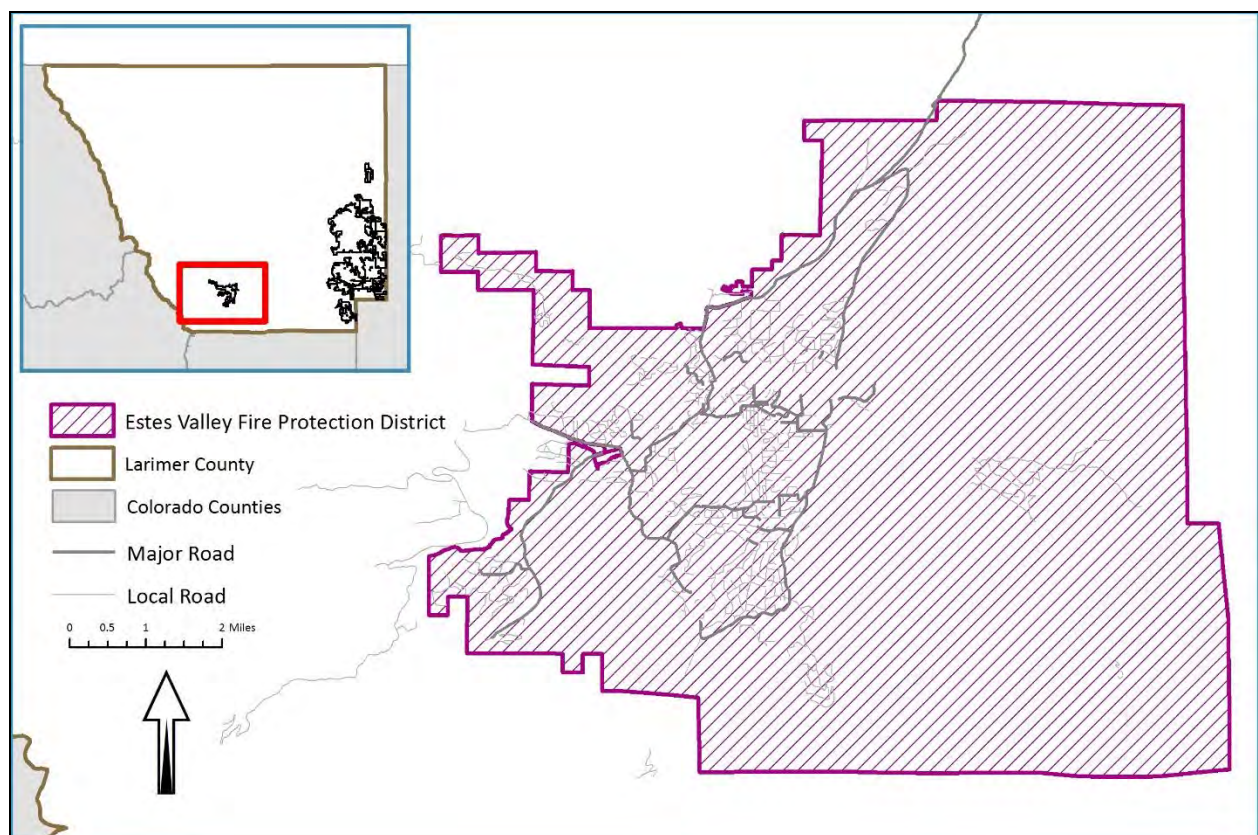 Estes Valley Fire Protection District
Larimer County
Colorado Counties
Major Road
Local Road
0 0.5 1 2 Miles